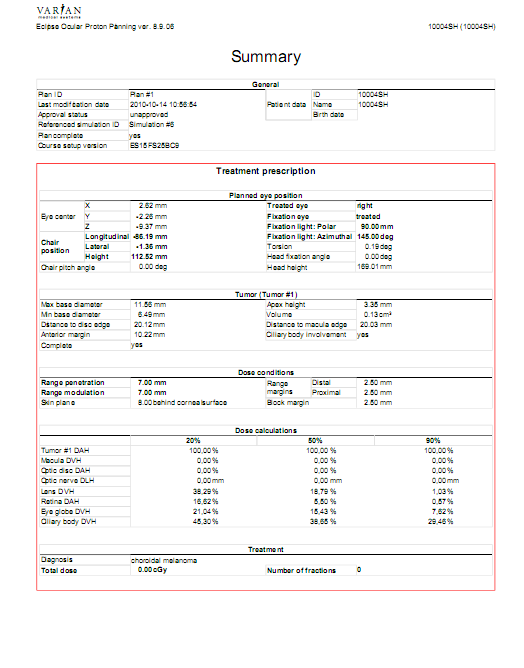 VARIAN
medical systems
Eclipse Ocular Proton Planning ver. 8.9.06 10004SH (10004SH)
Summary
General
Plan ID Plan #1 ID 10004SH
Last modification date 2010-10-14 10:56:54 Patient data Name 10004SH
Approval status unapproved Birth date
Referenced simulation ID Simulation #6
Plan complete yes
Course setup version ES15FS25BC9
Treatment prescription
Planned eye position
X 2.62 mm Treated eye right
Eye center Y -2.26 mm Fixation eye treated
Z -9.37 mm Fixation light: Polar 90.00 mm
Chair position Longitudinal -86.19 mm Fixation light: Azimuthal 145.00 deg
Lateral -1.36 mm Torsion 0.19 deg
Height 112.52 mm Head fixation angle 0.00 deg
Chair pitch angle 0.00 deg Head height 169.01 mm
Tumor (Tumor #1)
Max base diameter 11.56 mm Apex height 3.35 mm
Min base diameter 6.49 mm Volume 0.13 cm³
Distance to disc edge 20.12 mm Distance to macula edge 20.03 mm
Anterior margin 10.22 mm Ciliary body involvement yes
Complete yes
Dose conditions
Range penetration 7.00 mm Range margins Distal 2.50 mm
Range modulation 7.00 mm Proximal 2.50 mm
Skin plane 8.00 behind corneal surface Block margin 2.50 mm
Dose calculations
20% 50% 90%
Tumor #1 DAH 100,00 % 100,00 % 100,00 %
Macula DVH 0,00 % 0,00 % 0,00 %
Optic disc DAH 0,00 % 0,00 % 0,00 %
Optic nerve DLH 0,00 mm 0,00 mm 0,00 mm
Lens DVH 38,29 % 18,79 % 1,03 %
Retina DAH 16,62 % 8,50 % 0,57 %
Eye globe DVH 21,04 % 15,43 % 7,62 %
Ciliary body DVH 45,30 % 38,65 % 29,46 %
Treatment
Diagnosis choroidal melanoma
Total dose 0.00 cGy Number of fractions 0